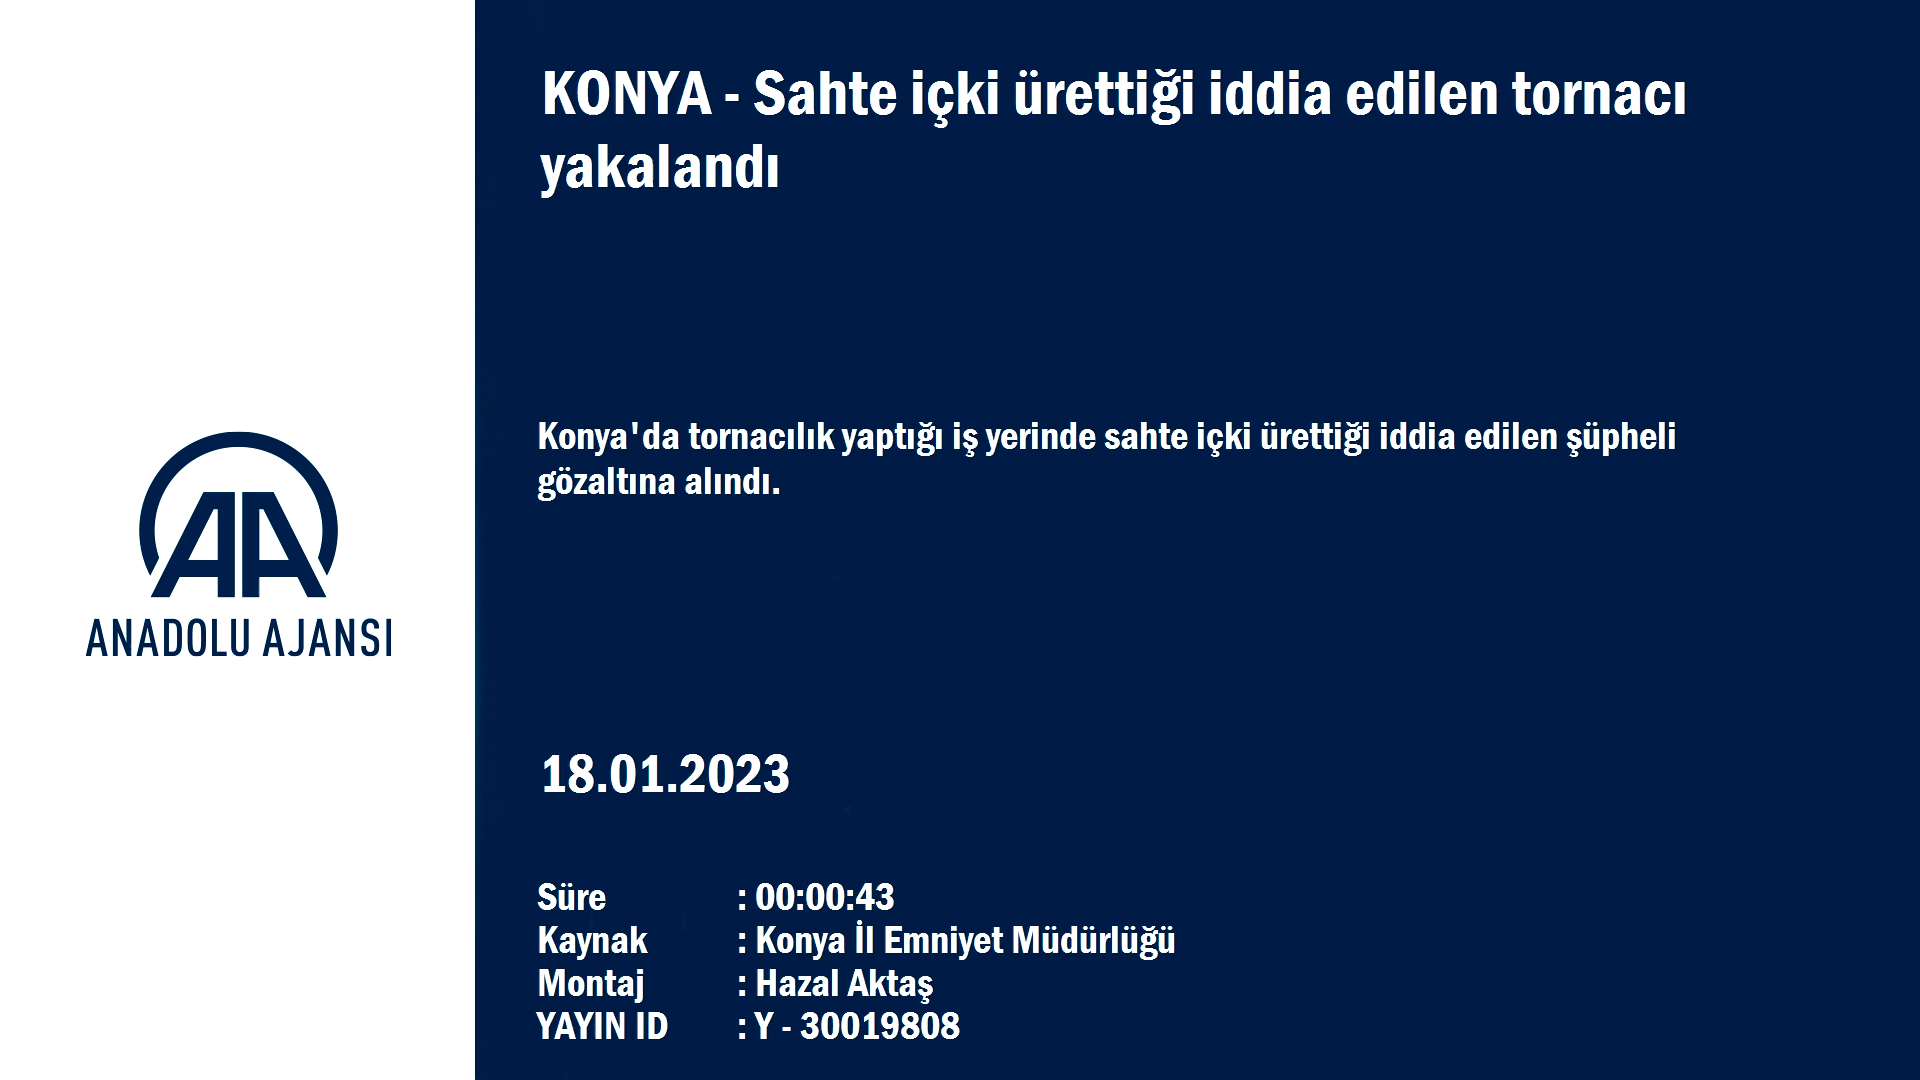 KONYA - Sahte içki ürettiği iddia edilen tornacı
yakalandı
Konya'da tornacılık yaptığı iş yerinde sahte içki ürettiği iddia edilen şüpheli
gözaltına alındı.
AA
ANADOLU AJANSI
18.01.2023
Süre : 00:00:43
Kaynak : Konya İl Emniyet Müdürlüğü
Montaj : Hazal Aktaş
YAYIN ID : Y - 30019808